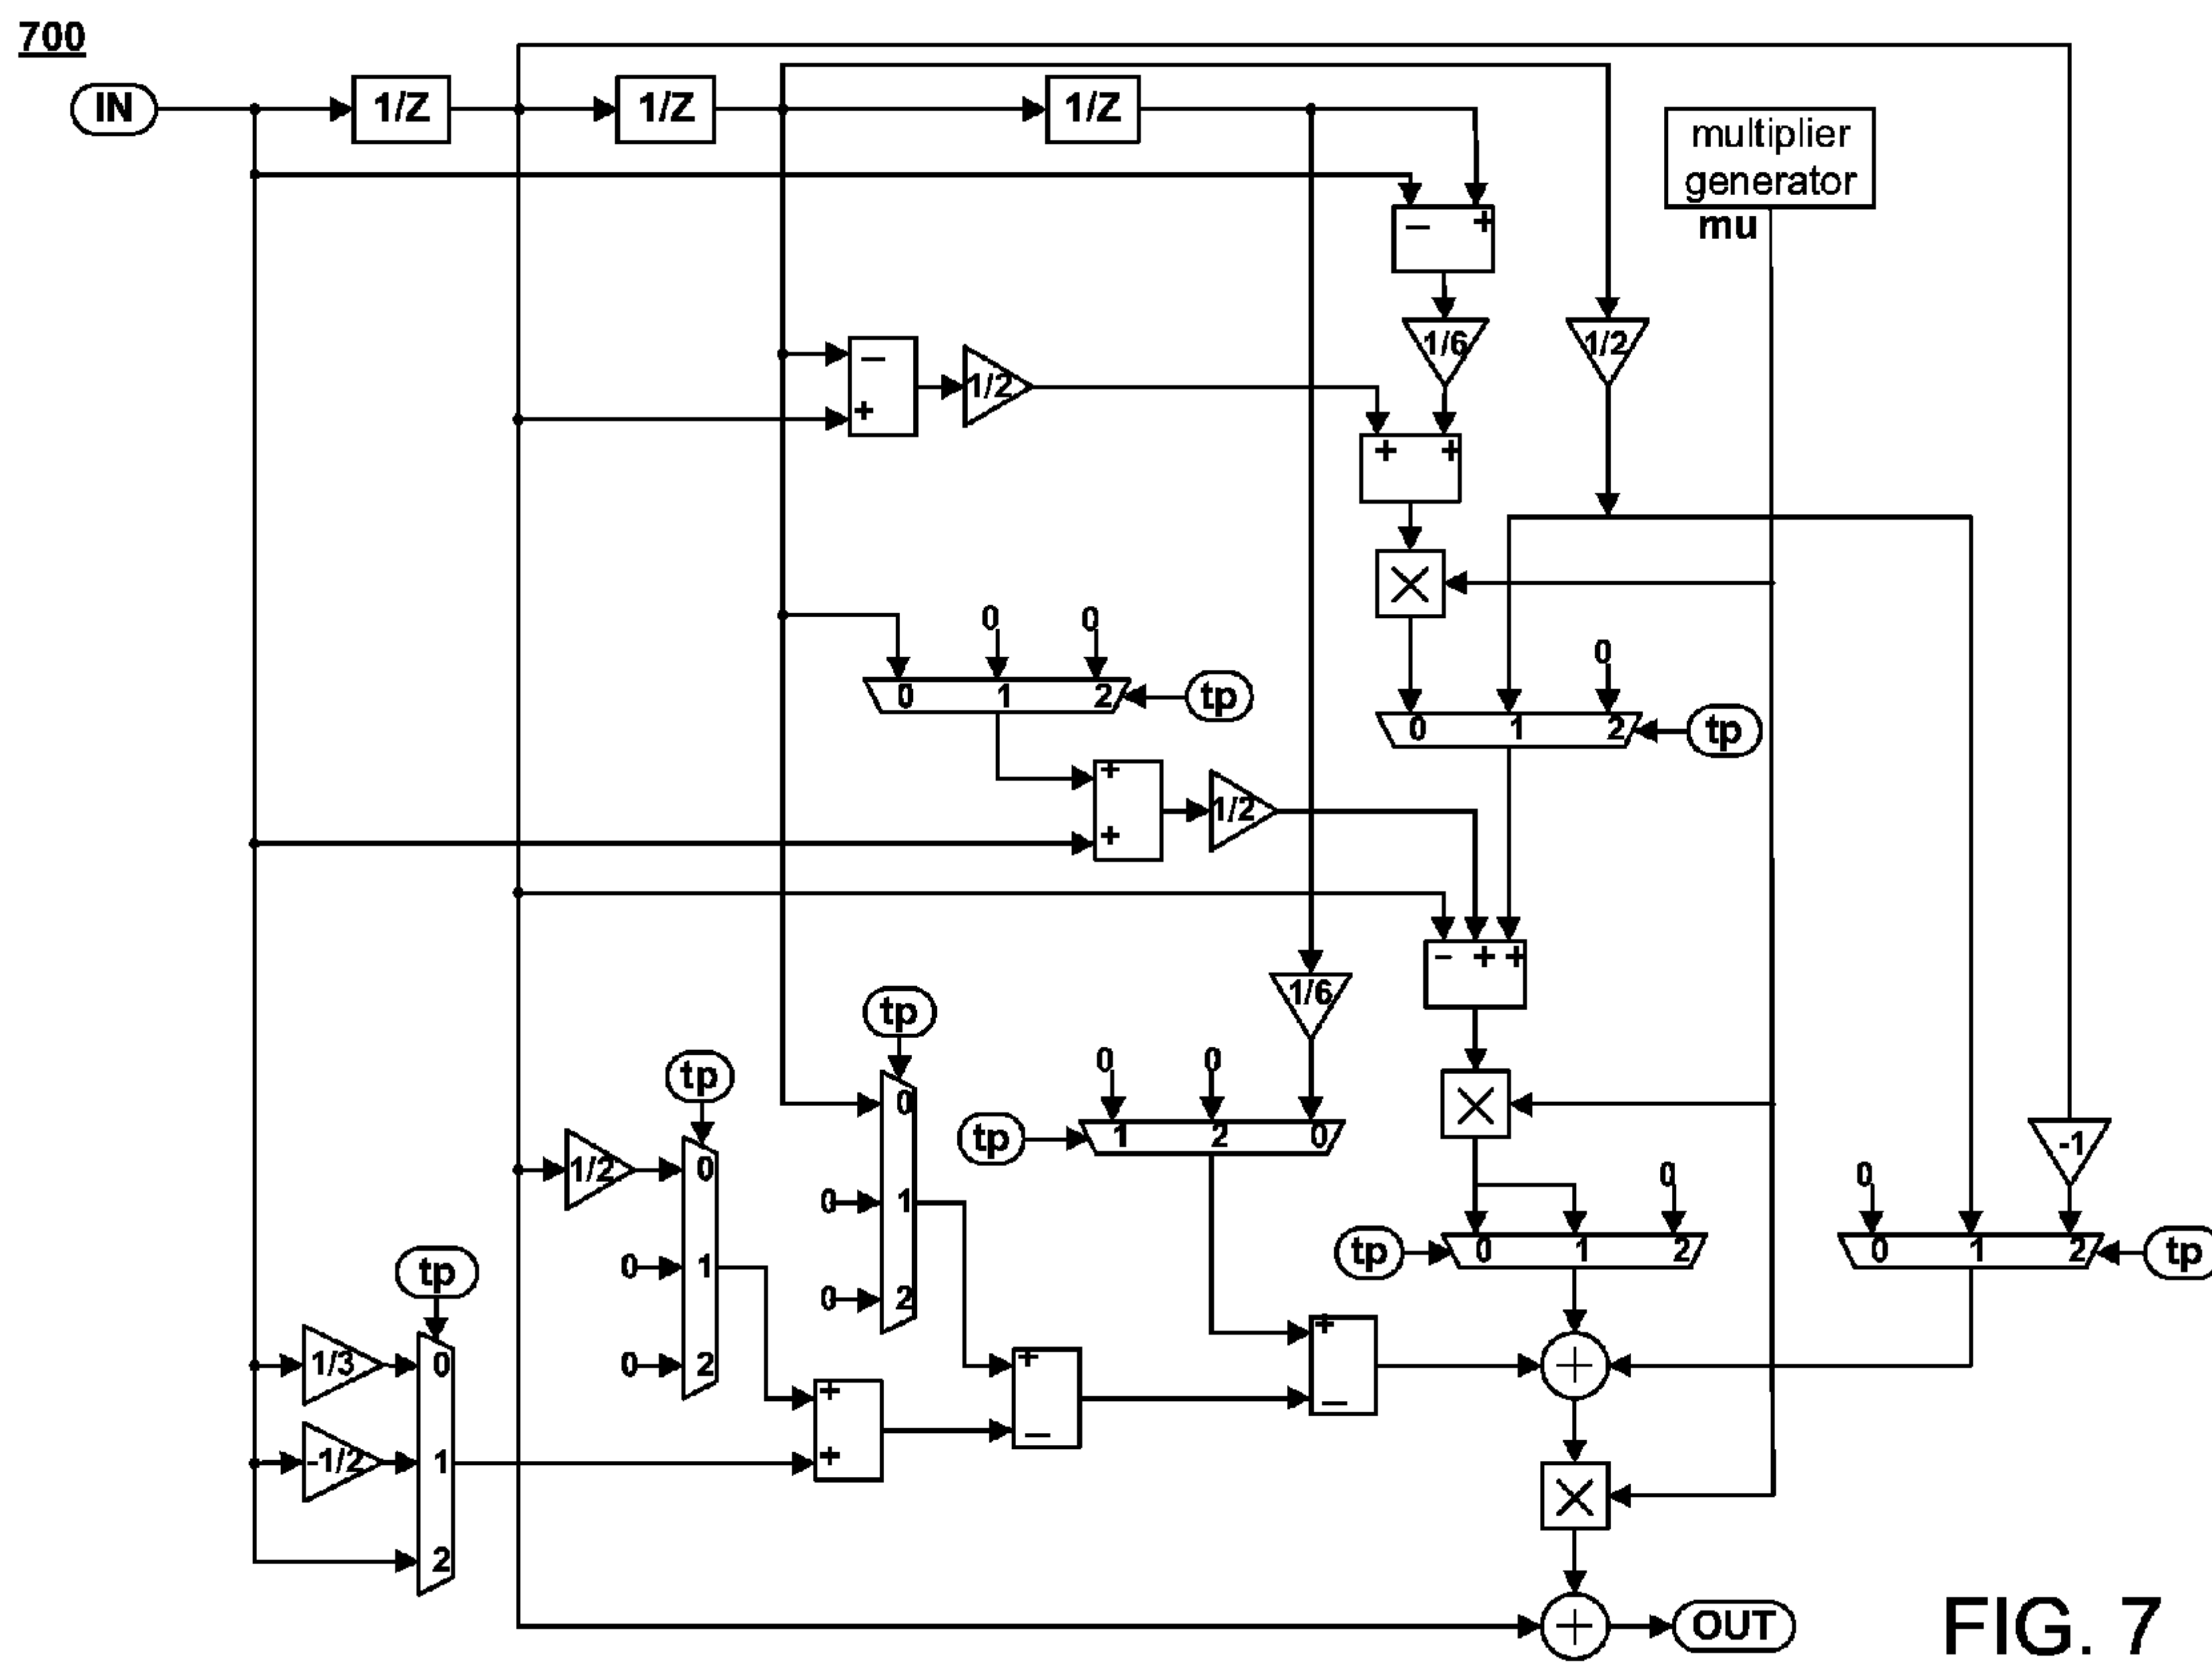 700
IN
1/Z
1/Z
1/Z
multiplier
generator
mu
− +
1/6
1/2
−
+
1/2
+ +
×
0 0
0 1 2
tp
0
0 1 2
tp
+
+
1/2
− + +
1/6
×
tp
0 0
tp
1 2 0
tp
1/2
0
0 1
0 2
0
0 1
0 2
-1
0
tp
0 1 2
0
0 1 2
tp
tp
1/3
0
-1/2
1
2
+
+
+
−
+
−
+
×
+
OUT
FIG. 7